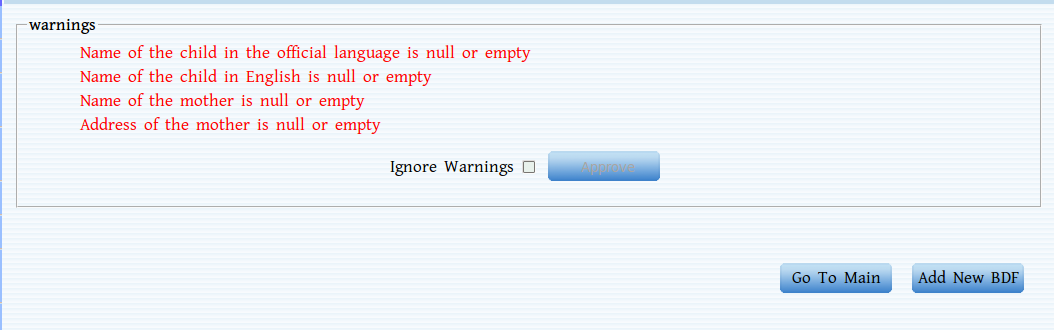 warnings
Name of the child in the official language is null or empty
Name of the child in English is null or empty
Name of the mother is null or empty
Address of the mother is null or empty
Ignore Warnings Approve
Go To Main Add New BDF